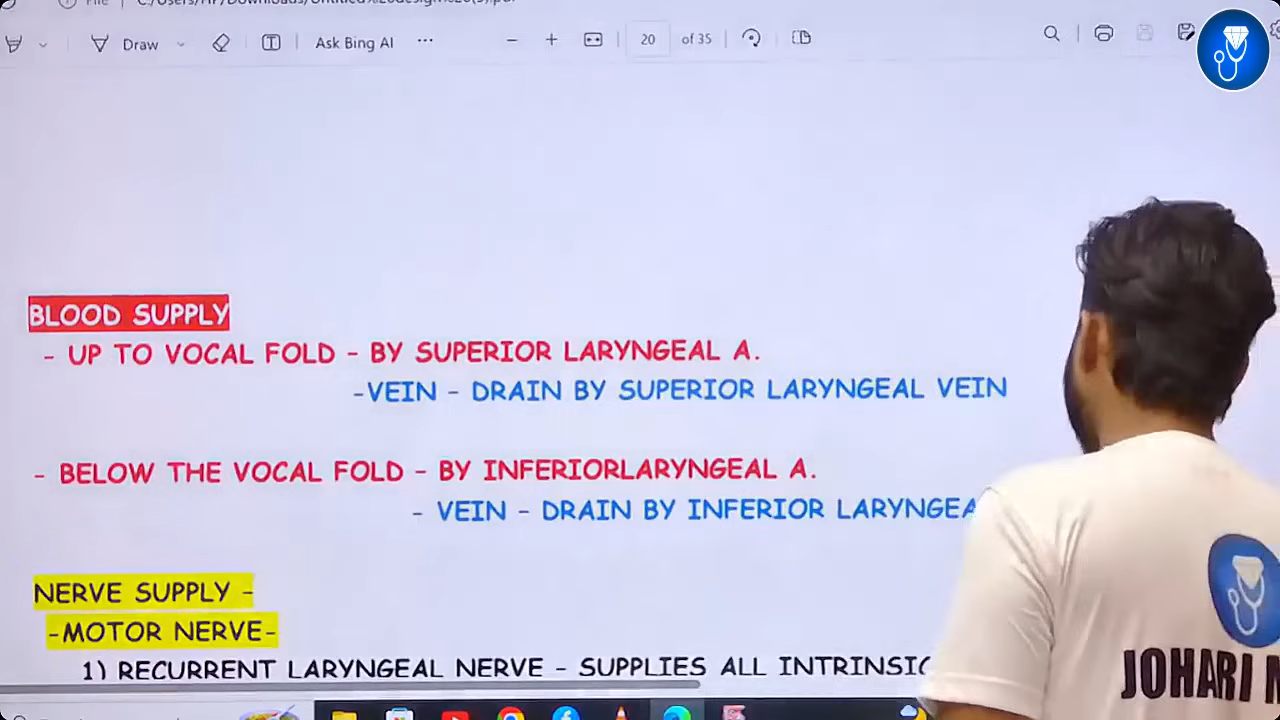 Draw
Ask Bing AI
20 of 35
BLOOD SUPPLY
- UP TO VOCAL FOLD - BY SUPERIOR LARYNGEAL A.
-VEIN - DRAIN BY SUPERIOR LARYNGEAL VEIN
- BELOW THE VOCAL FOLD - BY INFERIORLARYNGEAL A.
- VEIN - DRAIN BY INFERIOR
NERVE SUPPLY -
-MOTOR NERVE-
1) RECURRENT LARYNGEAL NERVE - SUPPLIES ALL
JOHARI